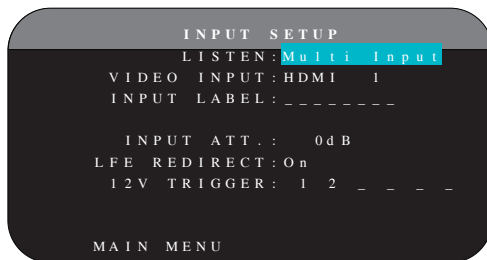 INPUT SETUP
LISTEN: Multi Input
VIDEO INPUT: HDMI 1
INPUT LABEL: _ _ _ _ _ _ _ _
INPUT ATT.: 0dB
LFE REDIRECT: On
12V TRIGGER: 1 2 _ _ _ _
MAIN MENU